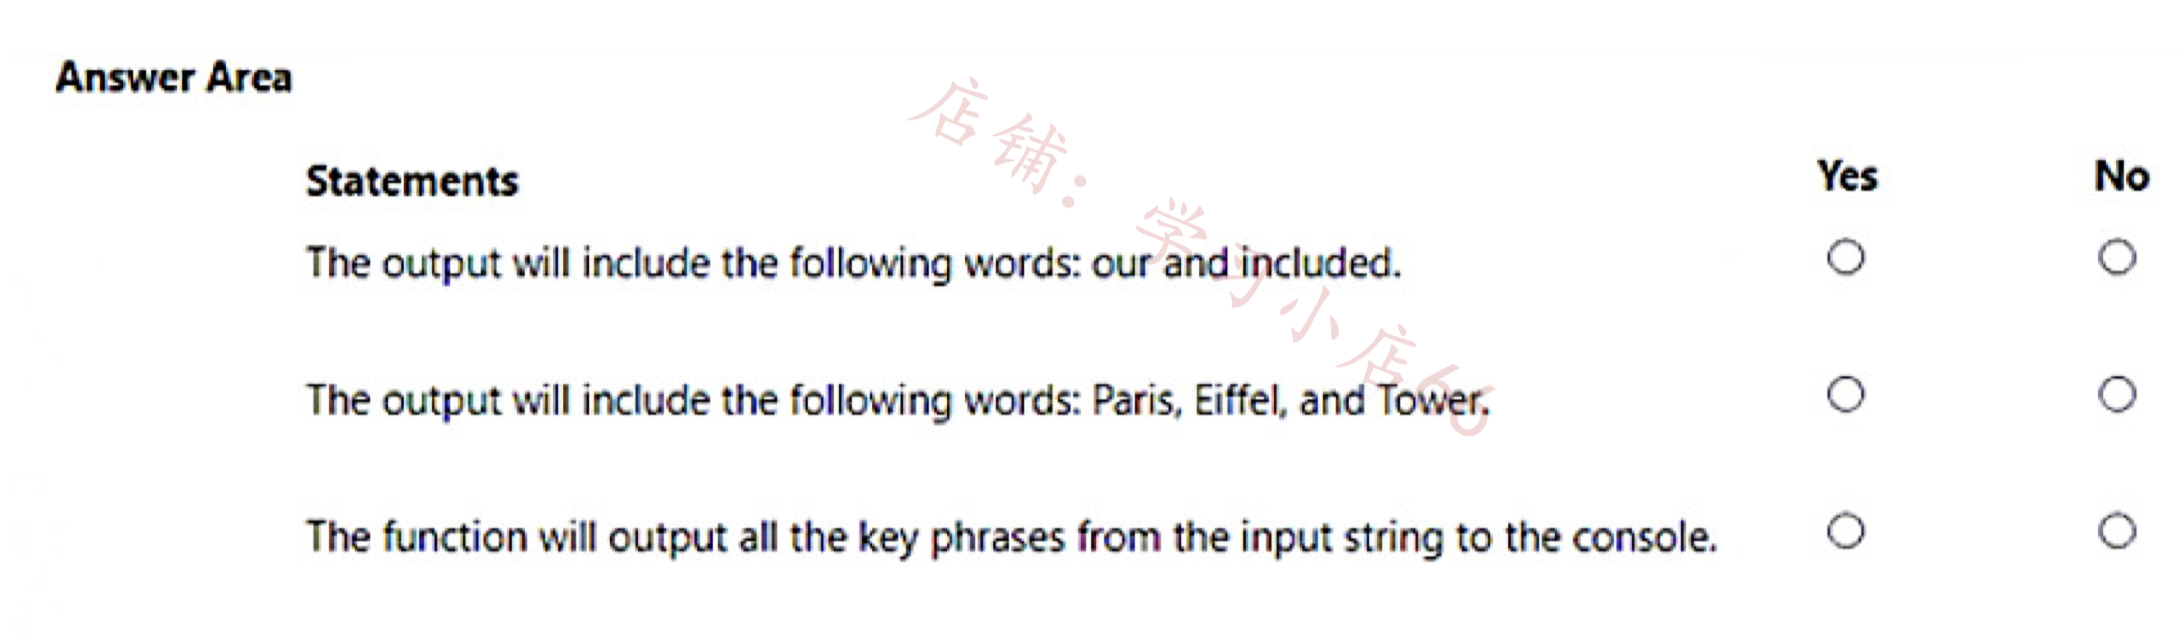 Answer Area
Statements Yes No
The output will include the following words: our and included.
The output will include the following words: Paris, Eiffel, and Tower.
The function will output all the key phrases from the input string to the console.
店铺：学习小店66